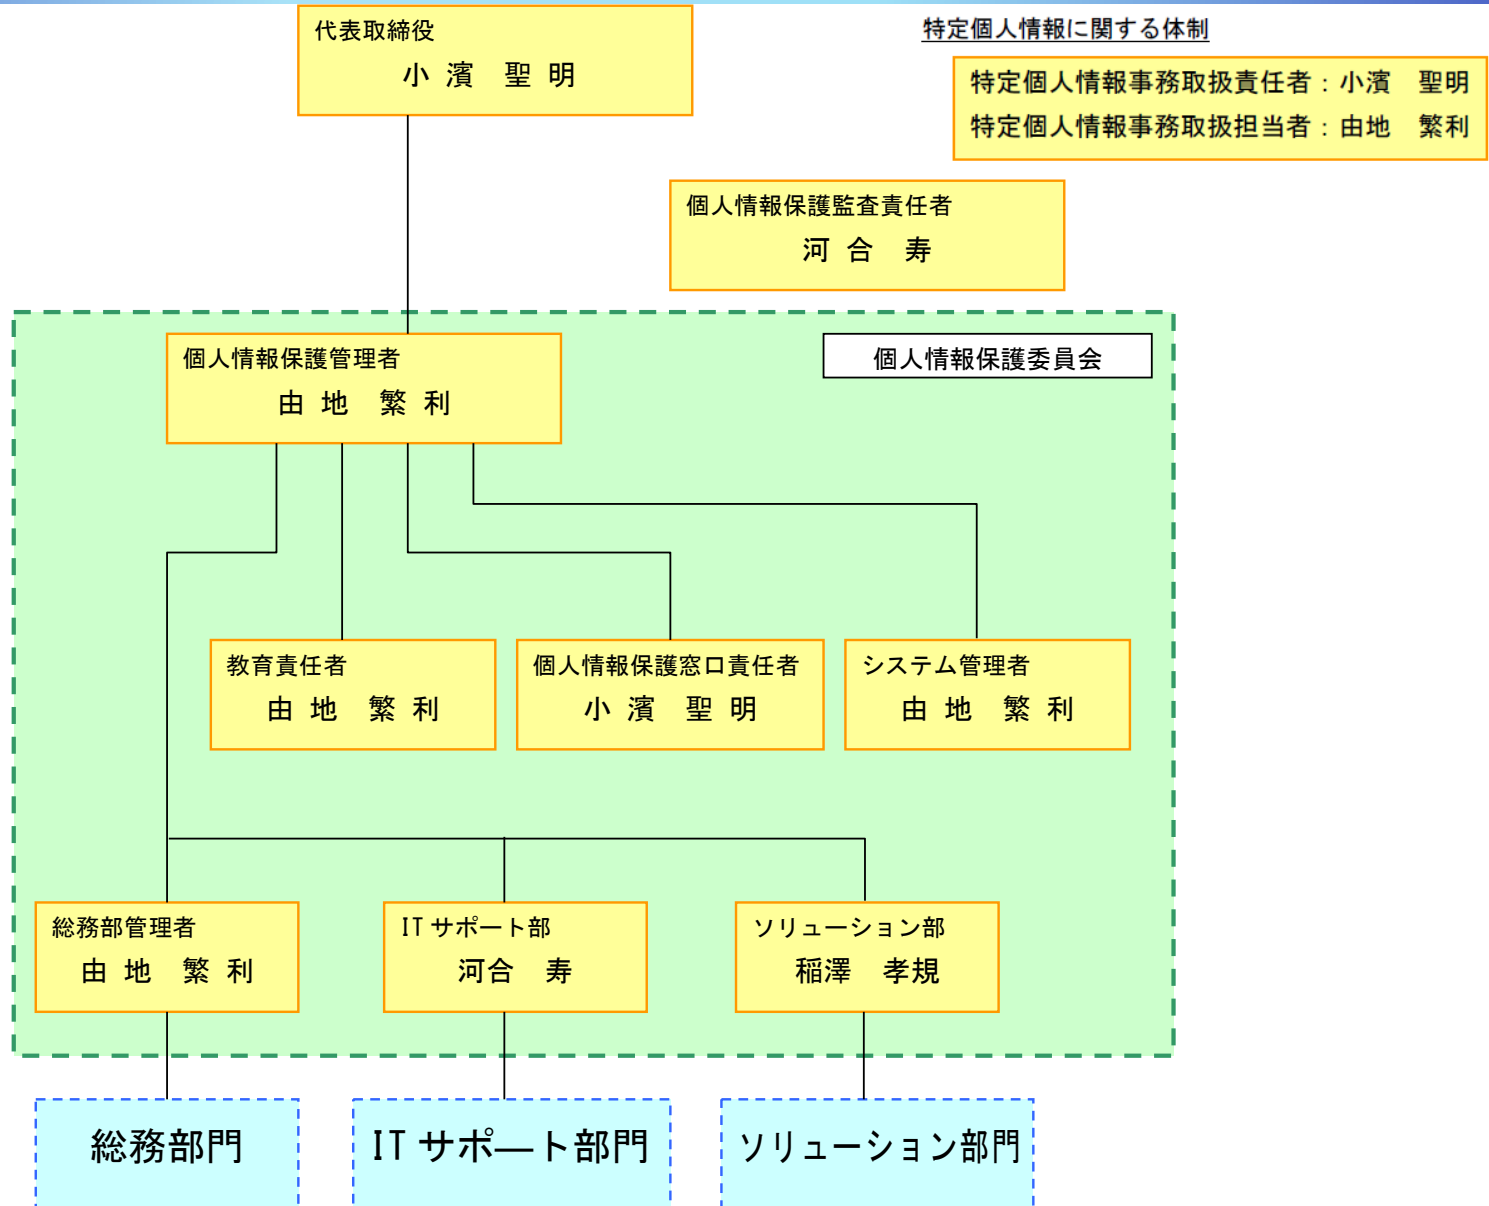 代表取締役
小濱 聖明
特定個人情報に関する体制
特定個人情報事務取扱責任者：小濱 聖明
特定個人情報事務取扱担当者：由地 繁利
個人情報保護監査責任者
河合 寿
個人情報保護管理者
由地 繁利
個人情報保護委員会
教育責任者
由地 繁利
個人情報保護窓口責任者
小濱 聖明
システム管理者
由地 繁利
総務部管理者
由地 繁利
ITサポート部
河合 寿
ソリューション部
稲澤 孝規
総務部門
ITサポート部門
ソリューション部門